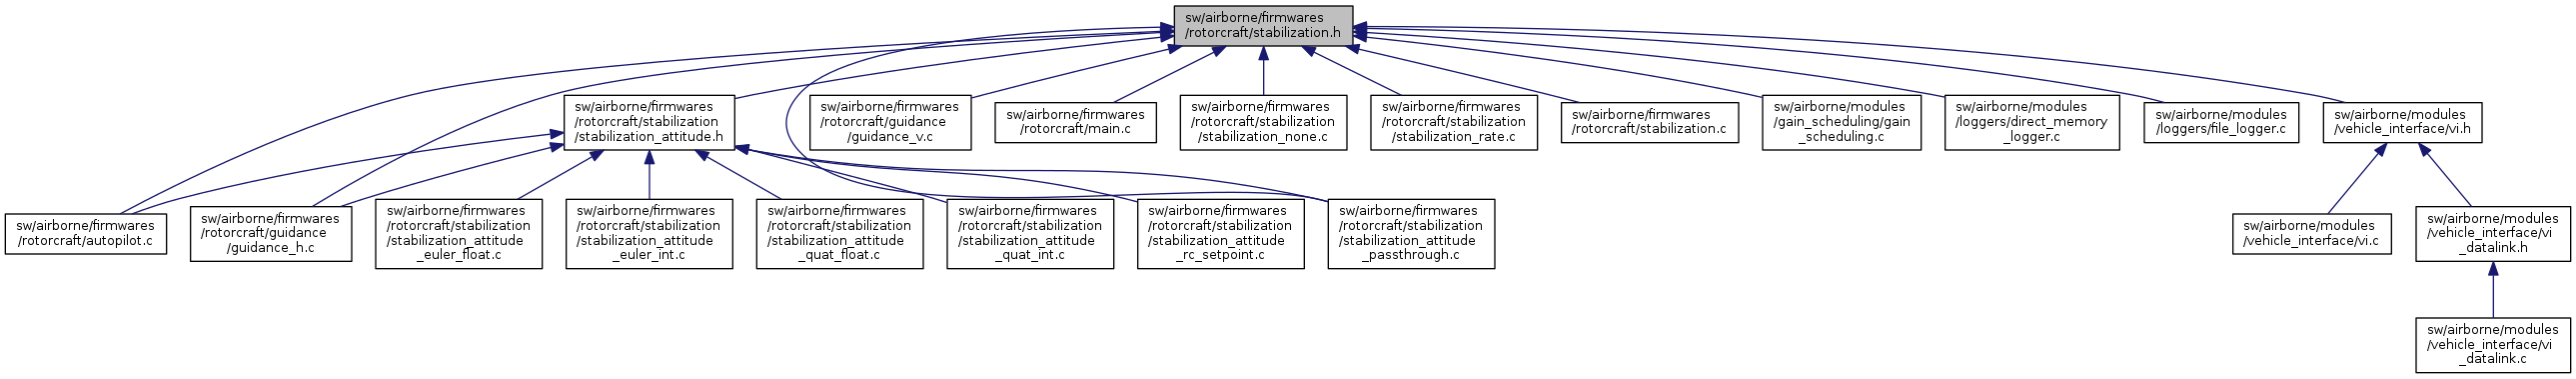 sw/airborne/firmwares
/rotorcraft/stabilization.h
sw/airborne/firmwares
/rotorcraft/stabilization
/stabilization_attitude.h
sw/airborne/firmwares
/rotorcraft/guidance
/guidance_v.c
sw/airborne/firmwares
/rotorcraft/main.c
sw/airborne/firmwares
/rotorcraft/stabilization
/stabilization_none.c
sw/airborne/firmwares
/rotorcraft/stabilization
/stabilization_rate.c
sw/airborne/firmwares
/rotorcraft/stabilization.c
sw/airborne/modules
/gain_scheduling/gain
_scheduling.c
sw/airborne/modules
/loggers/direct_memory
_logger.c
sw/airborne/modules
/loggers/file_logger.c
sw/airborne/modules
/vehicle_interface/vi.h
sw/airborne/firmwares
/rotorcraft/autopilot.c
sw/airborne/firmwares
/rotorcraft/guidance
/guidance_h.c
sw/airborne/firmwares
/rotorcraft/stabilization
/stabilization_attitude
_euler_float.c
sw/airborne/firmwares
/rotorcraft/stabilization
/stabilization_attitude
_euler_int.c
sw/airborne/firmwares
/rotorcraft/stabilization
/stabilization_attitude
_quat_float.c
sw/airborne/firmwares
/rotorcraft/stabilization
/stabilization_attitude
_quat_int.c
sw/airborne/firmwares
/rotorcraft/stabilization
/stabilization_attitude
_rc_setpoint.c
sw/airborne/firmwares
/rotorcraft/stabilization
/stabilization_attitude
_passthrough.c
sw/airborne/modules
/vehicle_interface/vi.c
sw/airborne/modules
/vehicle_interface/vi
_datalink.h
sw/airborne/modules
/vehicle_interface/vi
_datalink.c